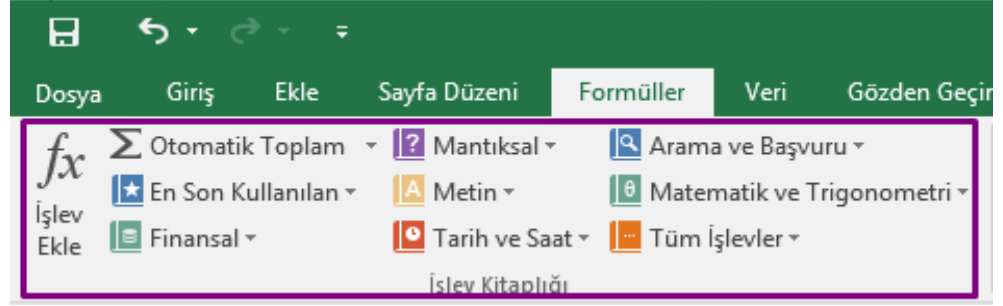 Dosya Giriş Ekle Sayfa Düzeni Formüller Veri Gözden Geçir
fx Σ Otomatik Toplam Mantıksal Arama ve Başvuru
İşlev En Son Kullanılan Metin Matematik ve Trigonometri
Ekle Finansal Tarih ve Saat Tüm İşlevler
İşlev Kitaplığı